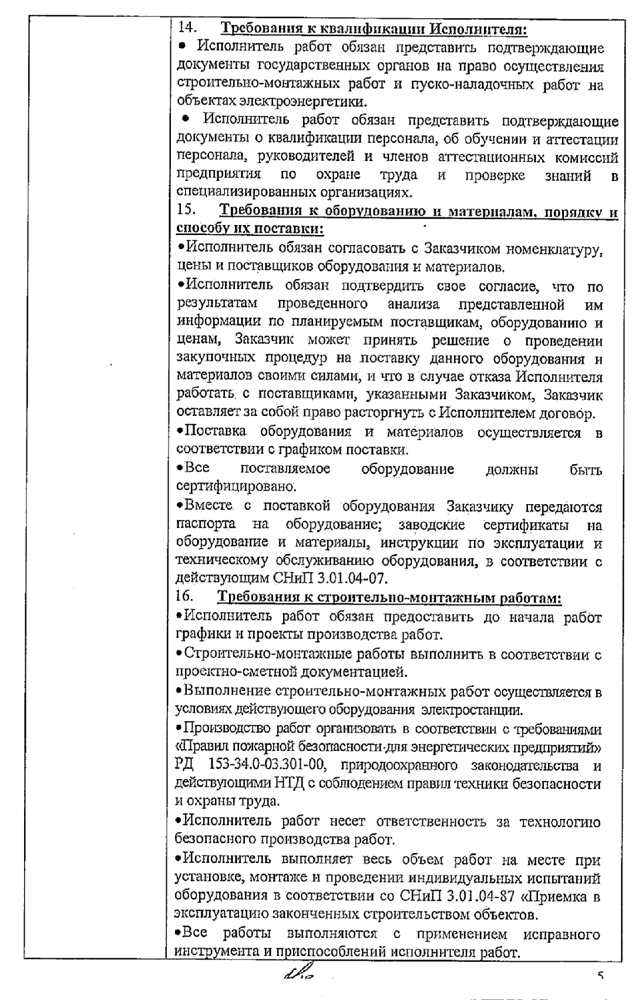 14. Требования к квалификации Исполнителя:
• Исполнитель работ обязан представить подтверждающие
документы государственных органов на право осуществления
строительно-монтажных работ и пуско-наладочных работ на
объектах электроэнергетики.
• Исполнитель работ обязан представить подтверждающие
документы о квалификации персонала, об обучении и аттестации
персонала, руководителей и членов аттестационных комиссий
предприятия по охране труда и проверке знаний в
специализированных организациях.
15. Требования к оборудованию и материалам, порядку и
способу их поставки:
•Исполнитель обязан согласовать с Заказчиком номенклатуру,
цены и поставщиков оборудования и материалов.
•Исполнитель обязан подтвердить свое согласие, что по
результатам проведенного анализа представленной им
информации по планируемым поставщикам, оборудованию и
ценам, Заказчик может принять решение о проведении
закупочных процедур на поставку данного оборудования и
материалов своими силами, и что в случае отказа Исполнителя
работать с поставщиками, указанными Заказчиком, Заказчик
оставляет за собой право расторгнуть с Исполнителем договор.
•Поставка оборудования и материалов осуществляется в
соответствии с графиком поставки.
•Все поставляемое оборудование должны быть
сертифицировано.
•Вместе с поставкой оборудования Заказчику передаются
паспорта на оборудование; заводские сертификаты на
оборудование и материалы, инструкции по эксплуатации и
техническому обслуживанию оборудования, в соответствии с
действующим СНиП 3.01.04-07.
16. Требования к строительно-монтажным работам:
•Исполнитель работ обязан предоставить до начала работ
графики и проекты производства работ.
•Строительно-монтажные работы выполнить в соответствии с
проектно-сметной документацией.
•Выполнение строительно-монтажных работ осуществляется в
условиях действующего оборудования электростанции.
•Производство работ организовать в соответствии с требованиями
«Правил пожарной безопасности для энергетических предприятий»
РД 153-34.0-03.301-00, природоохранного законодательства и
действующими НТД с соблюдением правил техники безопасности
и охраны труда.
•Исполнитель работ несет ответственность за технологию
безопасного производства работ.
•Исполнитель выполняет весь объем работ на месте при
установке, монтаже и проведении индивидуальных испытаний
оборудования в соответствии со СНиП 3.01.04-87 «Приемка в
эксплуатацию законченных строительством объектов.
•Все работы выполняются с применением исправного
инструмента и приспособлений исполнителя работ.
5